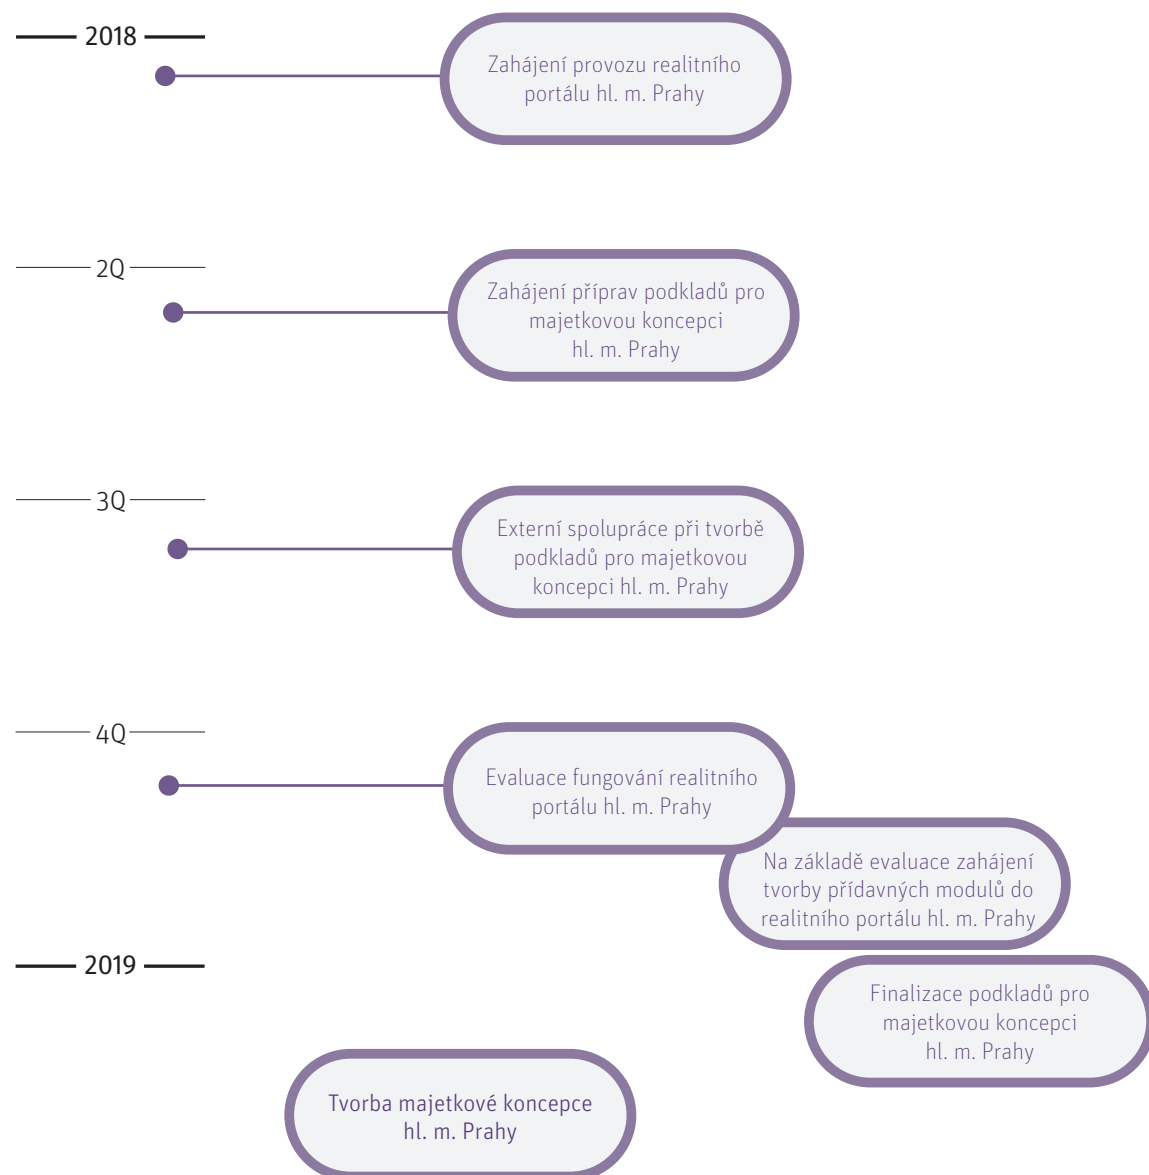 2018
Zahájení provozu realitního
portálu hl. m. Prahy
2Q
Zahájení příprav podkladů pro
majetkovou koncepci
hl. m. Prahy
3Q
Externí spolupráce při tvorbě
podkladů pro majetkovou
koncepci hl. m. Prahy
4Q
Evaluace fungování realitního
portálu hl. m. Prahy
Na základě evaluace zahájení
tvorby přídavných modulů do
realitního portálu hl. m. Prahy
2019
Finalizace podkladů pro
majetkovou koncepci
hl. m. Prahy
Tvorba majetkové koncepce
hl. m. Prahy